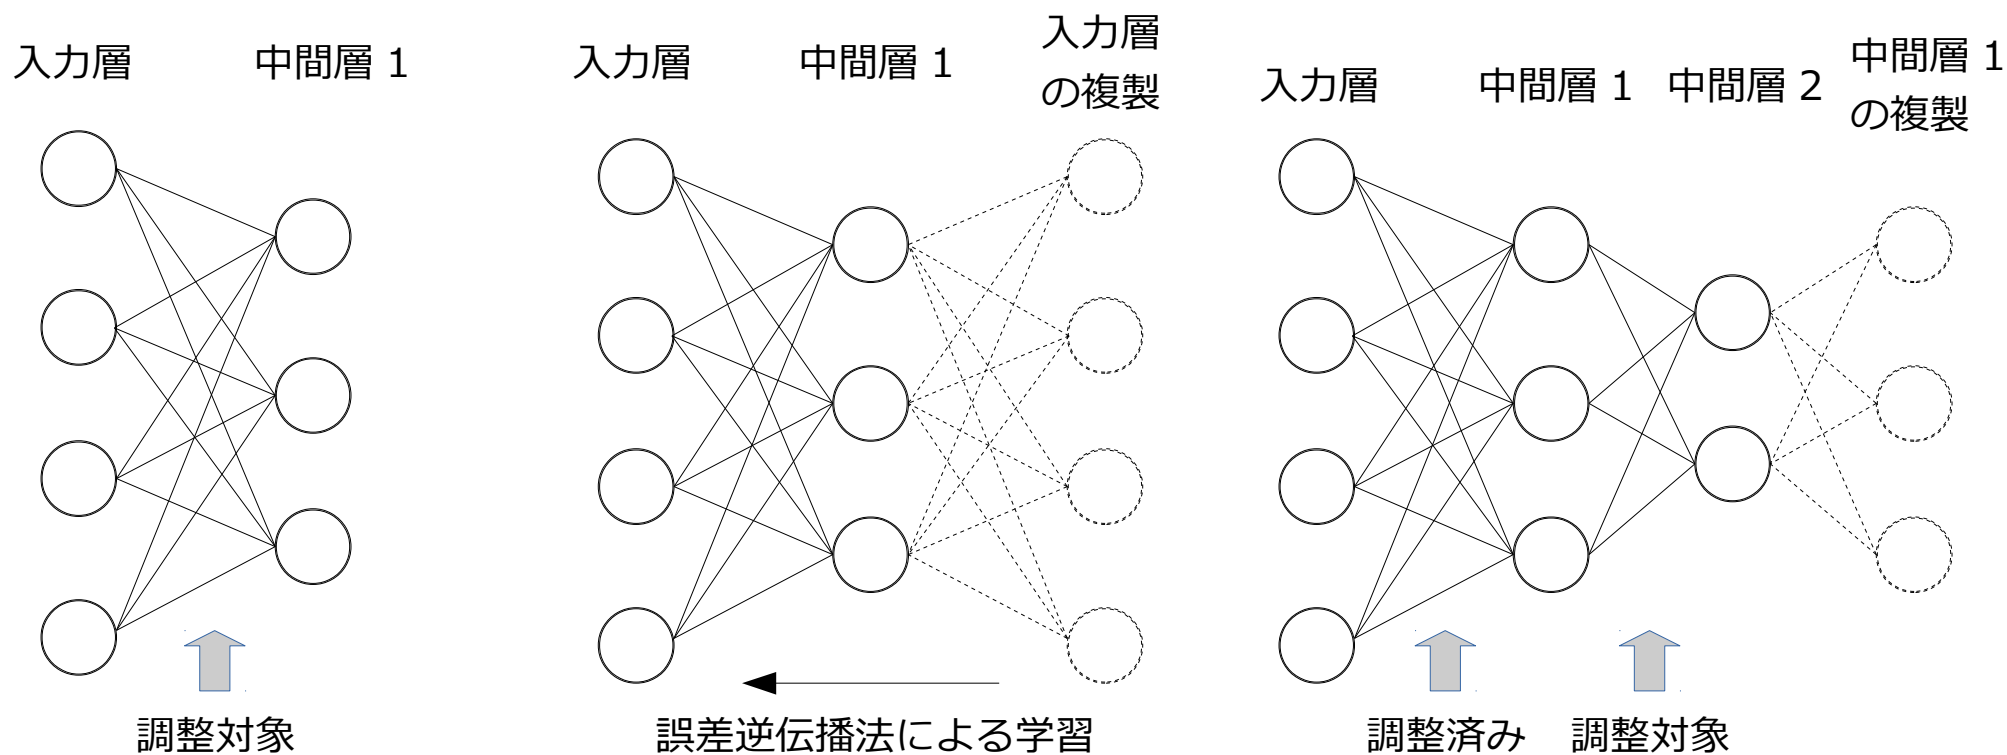 入力層
中間層 1
調整対象
入力層
中間層 1
入力層
の複製
誤差逆伝播法による学習
入力層
中間層 1
中間層 2
中間層 1
の複製
調整済み
調整対象